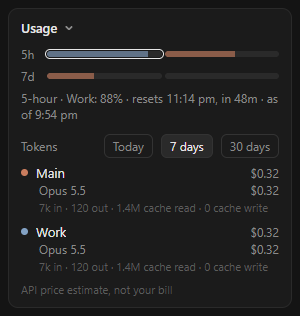 Usage
5h
7d
5-hour · Work: 88% · resets 11:14 pm, in 48m · as
of 9:54 pm
Tokens Today 7 days 30 days
Main $0.32
Opus 5.5 $0.32
7k in · 120 out · 1.4M cache read · 0 cache write
Work $0.32
Opus 5.5 $0.32
7k in · 120 out · 1.4M cache read · 0 cache write
API price estimate, not your bill